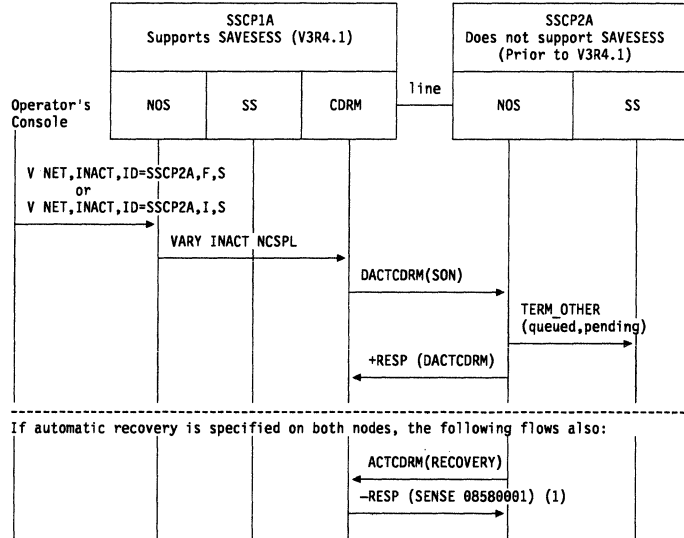 SSCP1A
Supports SAVESESS (V3R4.1)
SSCP2A
Does not support SAVESESS
(Prior to V3R4.1)
Operator's
Console
NOS
SS
CDRM
line
NOS
SS
V NET,INACT,ID=SSCP2A,F,S
or
V NET,INACT,ID=SSCP2A,I,S
VARY INACT NCSPL
DACTCDRM(SON)
TERM_OTHER
(queued,pending)
+RESP (DACTCDRM)
If automatic recovery is specified on both nodes, the following flows also:
ACTCDRM(RECOVERY)
—RESP (SENSE 08580001) (1)